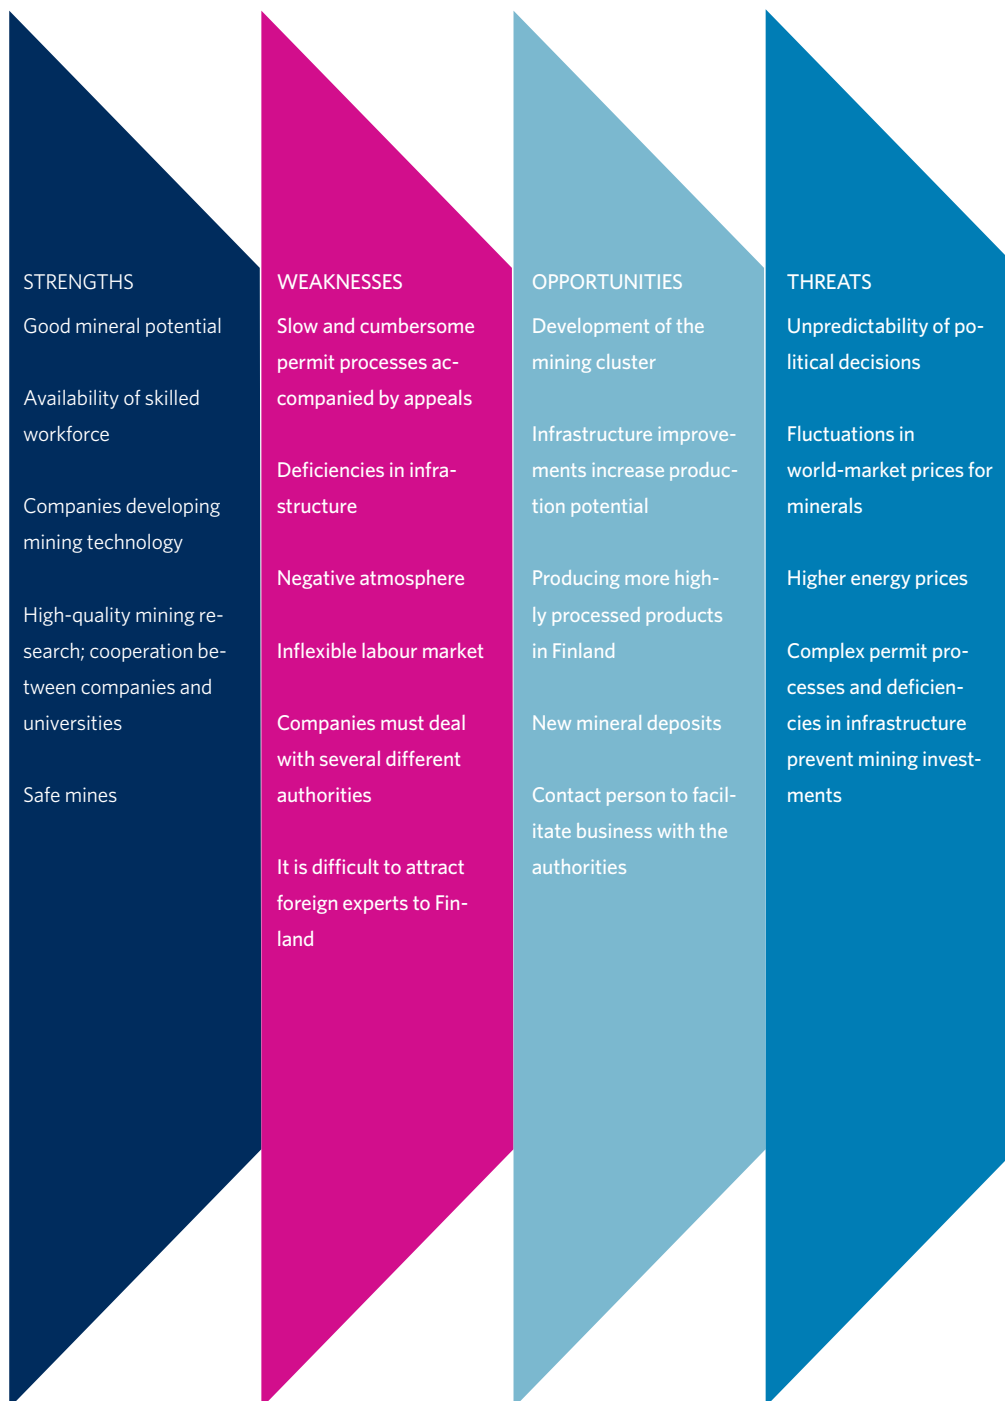 STRENGTHS
Good mineral potential
Availability of skilled
workforce
Companies developing
mining technology
High-quality mining re-
search; cooperation be-
tween companies and
universities
Safe mines
WEAKNESSES
Slow and cumbersome
permit processes ac-
companied by appeals
Deficiencies in infra-
structure
Negative atmosphere
Inflexible labour market
Companies must deal
with several different
authorities
It is difficult to attract
foreign experts to Fin-
land
OPPORTUNITIES
Development of the
mining cluster
Infrastructure improve-
ments increase produc-
tion potential
Producing more high-
ly processed products
in Finland
New mineral deposits
Contact person to facil-
itate business with the
authorities
THREATS
Unpredictability of po-
litical decisions
Fluctuations in
world-market prices for
minerals
Higher energy prices
Complex permit pro-
cesses and deficien-
cies in infrastructure
prevent mining invest-
ments